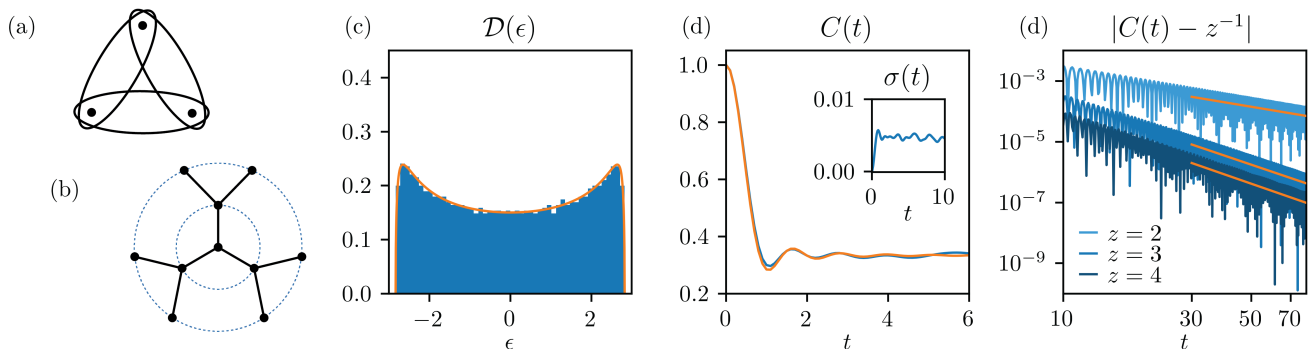 (a)
(b)
(c)
𝒟(ϵ)
0.4
0.3
0.2
0.1
0.0
−2
0
2
ϵ
(d)
C(t)
1.0
0.8
0.6
0.4
0.2
0
2
4
6
t
σ(t)
0.01
0.00
0
10
t
(d)
|C(t) − z⁻¹|
10⁻³
10⁻⁵
10⁻⁷
10⁻⁹
z = 2
z = 3
z = 4
10
30
50
70
t